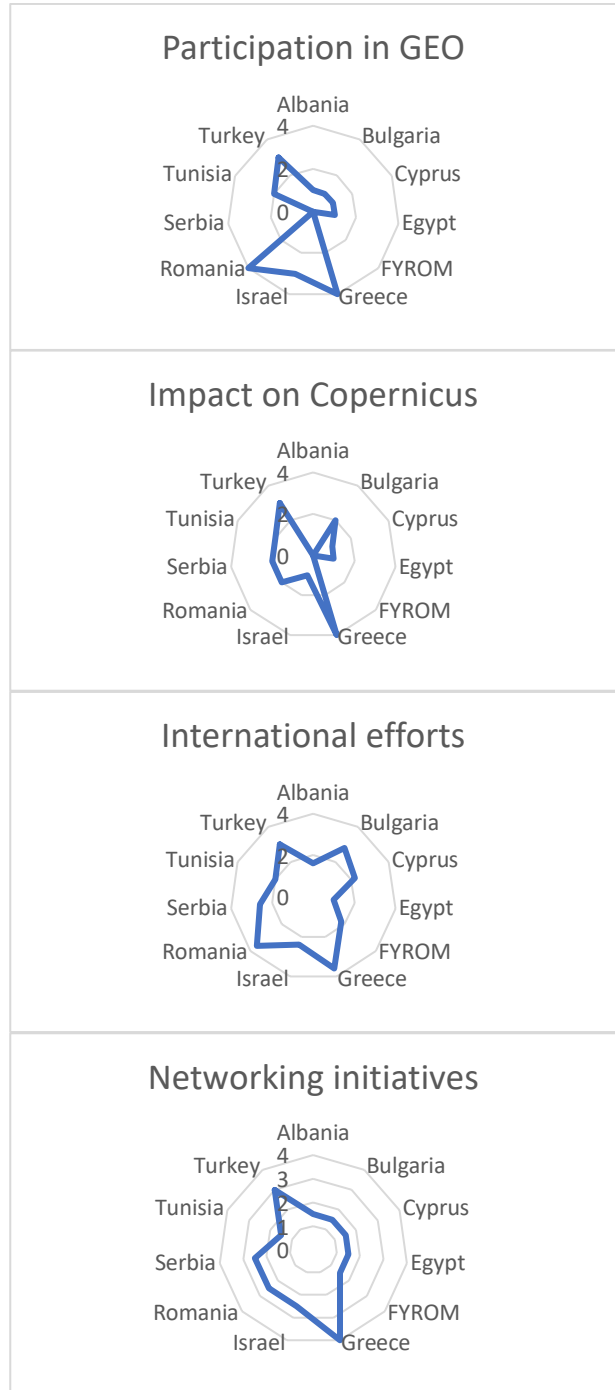 Participation in GEO
Albania
4
Turkey
Bulgaria
2
Tunisia
Cyprus
0
Serbia
Egypt
Romania
FYROM
Israel
Greece
Impact on Copernicus
Albania
4
Turkey
Bulgaria
2
Tunisia
Cyprus
0
Serbia
Egypt
Romania
FYROM
Israel
Greece
International efforts
Albania
4
Turkey
Bulgaria
2
Tunisia
Cyprus
0
Serbia
Egypt
Romania
FYROM
Israel
Greece
Networking initiatives
Albania
4
Turkey
Bulgaria
3
2
Tunisia
Cyprus
1
0
Serbia
Egypt
Romania
FYROM
Israel
Greece